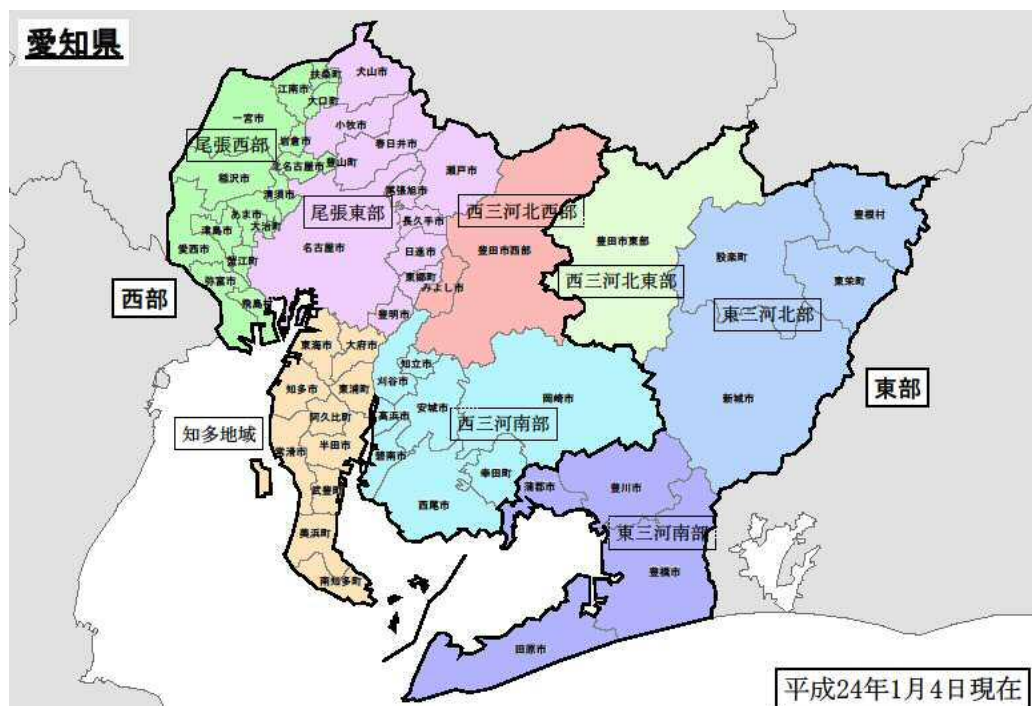 愛知県
扶桑町
犬山市
江南市
大口町
一宮市
小牧市
岩倉市
尾張西部
春日井市
北名古屋市
豊山町
瀬戸市
稲沢市
清須市
尾張旭市
あま市
尾張東部
長久手市
西三河北西部
豊根村
津島市
大治町
愛西市
名古屋市
日進市
豊田市西部
豊田市東部
設楽町
蟹江町
東郷町
みよし市
西三河北東部
東栄町
弥富市
西部
飛島村
豊明市
東三河北部
東海市
大府市
知立市
知多市
東浦町
刈谷市
岡崎市
東部
新城市
阿久比町
高浜市
安城市
西三河南部
知多地域
常滑市
半田市
碧南市
幸田町
武豊町
西尾市
蒲郡市
豊川市
美浜町
東三河南部
南知多町
豊橋市
田原市
平成24年1月4日現在